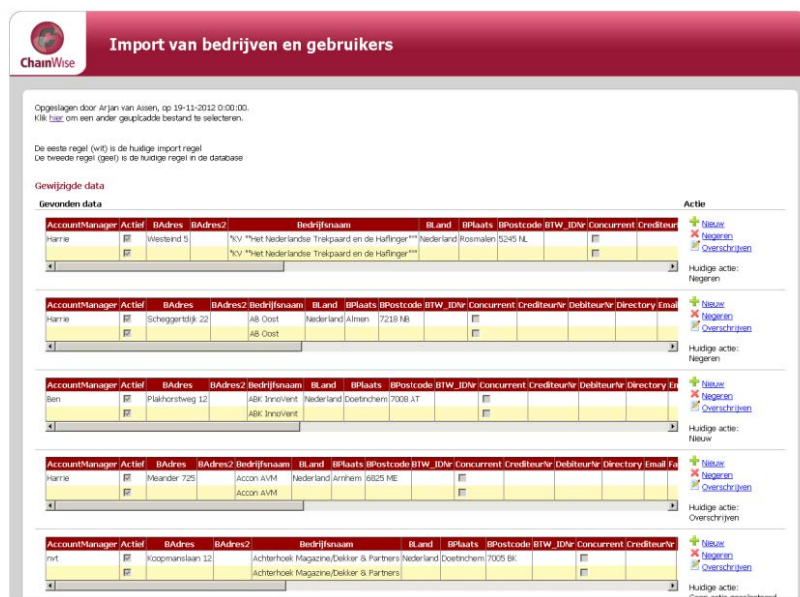 ChainWise
Import van bedrijven en gebruikers
Opgeslagen door Arjan van Assen, op 19-11-2012 0:00:00.
Klik hier om een ander geuploadde bestand te selecteren.
De eeste regel (wit) is de huidige import regel
De tweede regel (geel) is de huidige regel in de database
Gewijzigde data
Gevonden data Actie
AccountManager Actief BAdres BAdres2 Bedrijfsnaam BLand BPlaats BPostcode BTW_IDNr Concurrent Crediteur
Harrie Westeind 5 "KV ""Het Nederlandse Trekpaard en de Haflinger""" Nederland Rosmalen 5245 NL
"KV ""Het Nederlandse Trekpaard en de Haflinger"""
Nieuw
Negeren
Overschrijven
Huidige actie:
Negeren
AccountManager Actief BAdres BAdres2 Bedrijfsnaam BLand BPlaats BPostcode BTW_IDNr Concurrent CrediteurNr DebiteurNr Directory Email
Harrie Scheggertdijk 22 AB Oost Nederland Almen 7218 NB
AB Oost
Nieuw
Negeren
Overschrijven
Huidige actie:
Negeren
AccountManager Actief BAdres BAdres2 Bedrijfsnaam BLand BPlaats BPostcode BTW_IDNr Concurrent CrediteurNr DebiteurNr Directory Em
Ben Plakhorstweg 12 ABK InnoVent Nederland Doetinchem 7008 AT
ABK InnoVent
Nieuw
Negeren
Overschrijven
Huidige actie:
Nieuw
AccountManager Actief BAdres BAdres2 Bedrijfsnaam BLand BPlaats BPostcode BTW_IDNr Concurrent CrediteurNr DebiteurNr Directory Email Fa
Harrie Meander 725 Accon AVM Nederland Arnhem 6825 ME
Accon AVM
Nieuw
Negeren
Overschrijven
Huidige actie:
Overschrijven
AccountManager Actief BAdres BAdres2 Bedrijfsnaam BLand BPlaats BPostcode BTW_IDNr Concurrent CrediteurNr
nvt Koopmanslaan 12 Achterhoek Magazine/Dekker & Partners Nederland Doetinchem 7005 BK
Achterhoek Magazine/Dekker & Partners
Nieuw
Negeren
Overschrijven
Huidige actie: